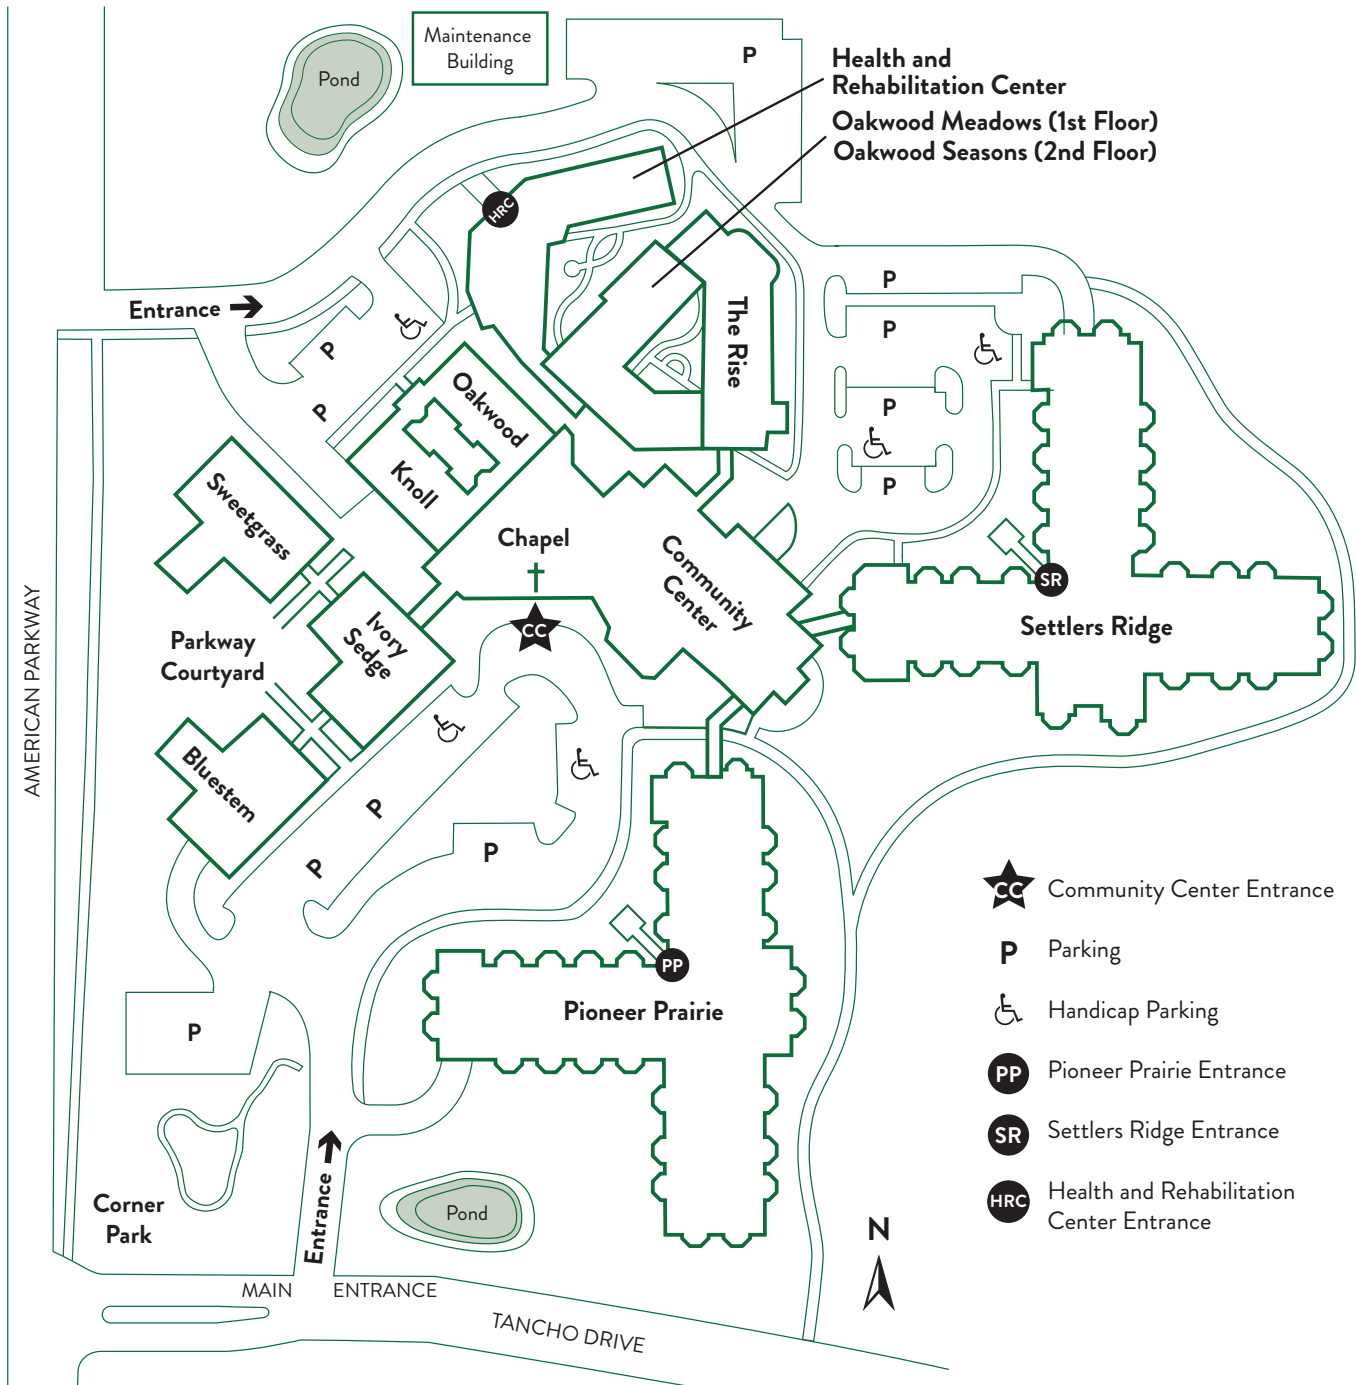 Maintenance
Building
Pond
P
Health and
Rehabilitation Center
Oakwood Meadows (1st Floor)
Oakwood Seasons (2nd Floor)
HRC
Entrance
P
P
P
P
P
P
The Rise
Oakwood
Knoll
Sweetgrass
Chapel
CC
Community
Center
SR
Settlers Ridge
Ivory
Sedge
Parkway
Courtyard
Bluestem
AMERICAN PARKWAY
P
P
P
P
PP
Pioneer Prairie
CC
Community Center Entrance
P
Parking
Handicap Parking
PP
Pioneer Prairie Entrance
SR
Settlers Ridge Entrance
HRC
Health and Rehabilitation
Center Entrance
N
Corner
Park
Entrance
Pond
MAIN ENTRANCE
TANCHO DRIVE